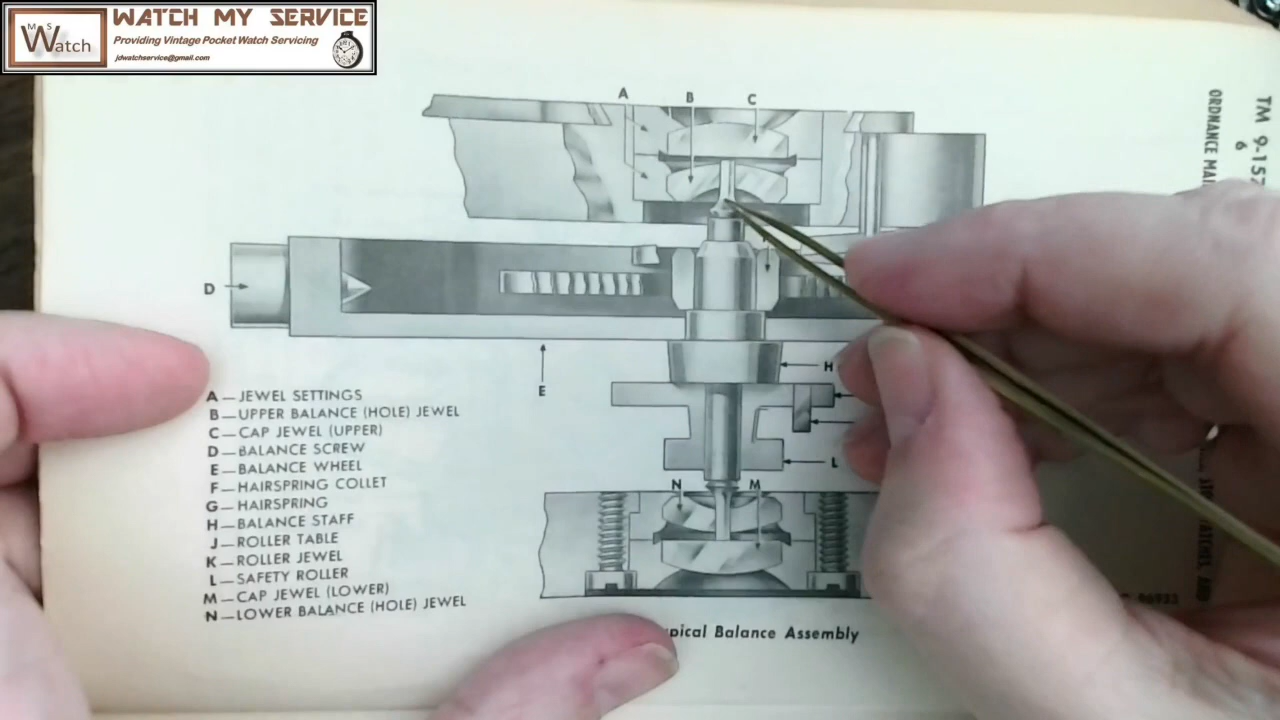 M S
Watch
WATCH MY SERVICE
Providing Vintage Pocket Watch Servicing
jdwatchservice@gmail.com
TM 9-157
6
ORDNANCE
A B C
D
E
H
L
N M
A—JEWEL SETTINGS
B—UPPER BALANCE (HOLE) JEWEL
C—CAP JEWEL (UPPER)
D—BALANCE SCREW
E—BALANCE WHEEL
F—HAIRSPRING COLLET
G—HAIRSPRING
H—BALANCE STAFF
J—ROLLER TABLE
K—ROLLER JEWEL
L—SAFETY ROLLER
M—CAP JEWEL (LOWER)
N—LOWER BALANCE (HOLE) JEWEL
Balance Assembly